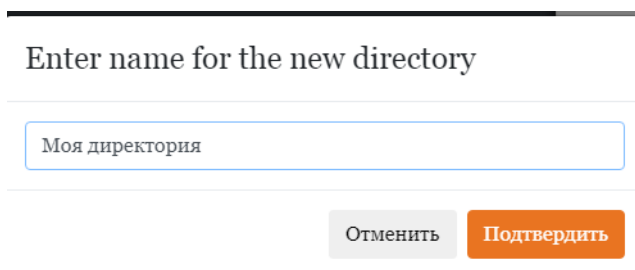 Enter name for the new directory
Моя директория
Отменить Подтвердить